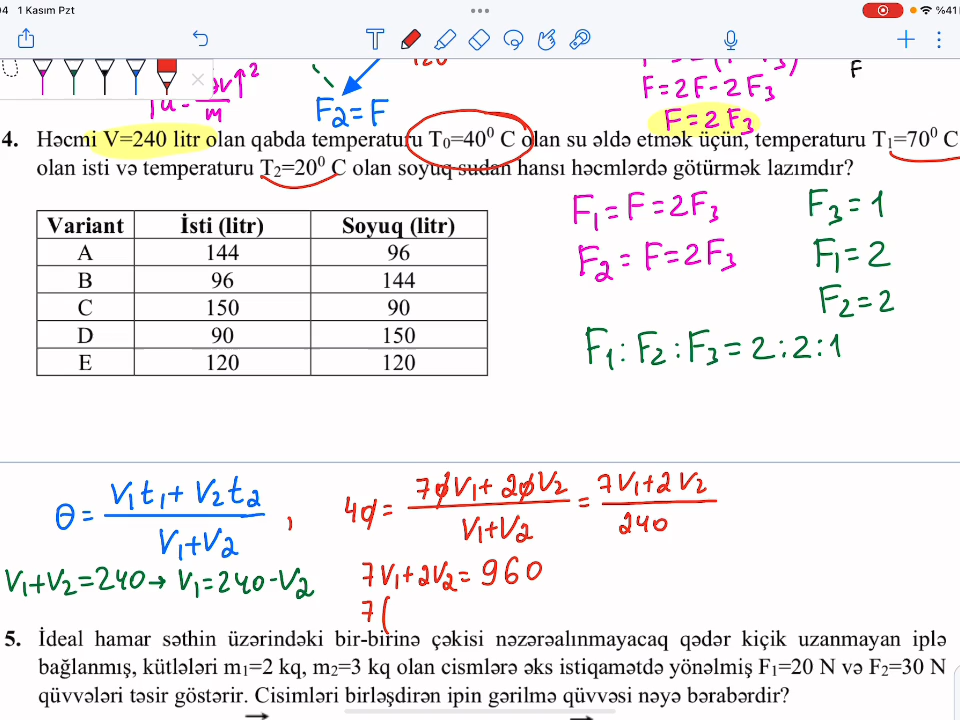 1 Kasım Pzt
%41
F₂=F
m
F=2F-2F₃
F=2F₃
F
4. Həcmi V=240 litr olan qabda temperaturu T₀=40⁰ C olan su əldə etmək üçün, temperaturu T₁=70⁰ C
olan isti və temperaturu T₂=20⁰ C olan soyuq sudan hansı həcmlərdə götürmək lazımdır?
Variant İsti (litr) Soyuq (litr)
A 144 96
B 96 144
C 150 90
D 90 150
E 120 120
F₁=F=2F₃
F₂=F=2F₃
F₃=1
F₁=2
F₂=2
F₁:F₂:F₃=2:2:1
θ=(V₁t₁+V₂t₂)/(V₁+V₂), 40=(70V₁+20V₂)/(V₁+V₂)=(7V₁+2V₂)/240
V₁+V₂=240→V₁=240-V₂
7V₁+2V₂=960
7(
5. İdeal hamar səthin üzərindəki bir-birinə çəkisi nəzərəalınmayacaq qədər kiçik uzanmayan iplə
bağlanmış, kütlələri m₁=2 kq, m₂=3 kq olan cismlərə əks istiqamətdə yönəlmiş F₁=20 N və F₂=30 N
qüvvələri təsir göstərir. Cisimləri birləşdirən ipin gərilmə qüvvəsi nəyə bərabərdir?